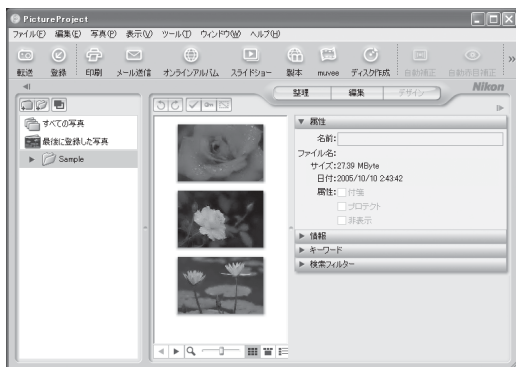 PictureProject
ファイル(F) 編集(E) 写真(P) 表示(V) ツール(T) ウィンドウ(W) ヘルプ(H)
転送 登録 印刷 メール送信 オンラインアルバム スライドショー 製本 muvee ディスク作成 自動補正 自動赤目補正
整理 編集 デザイン Nikon
すべての写真
最後に登録した写真
Sample
属性
名前:
ファイル名:
サイズ:27.39 MByte
日付:2005/10/10 2:43:42
属性: 付箋
プロテクト
非表示
情報
キーワード
検索フィルター